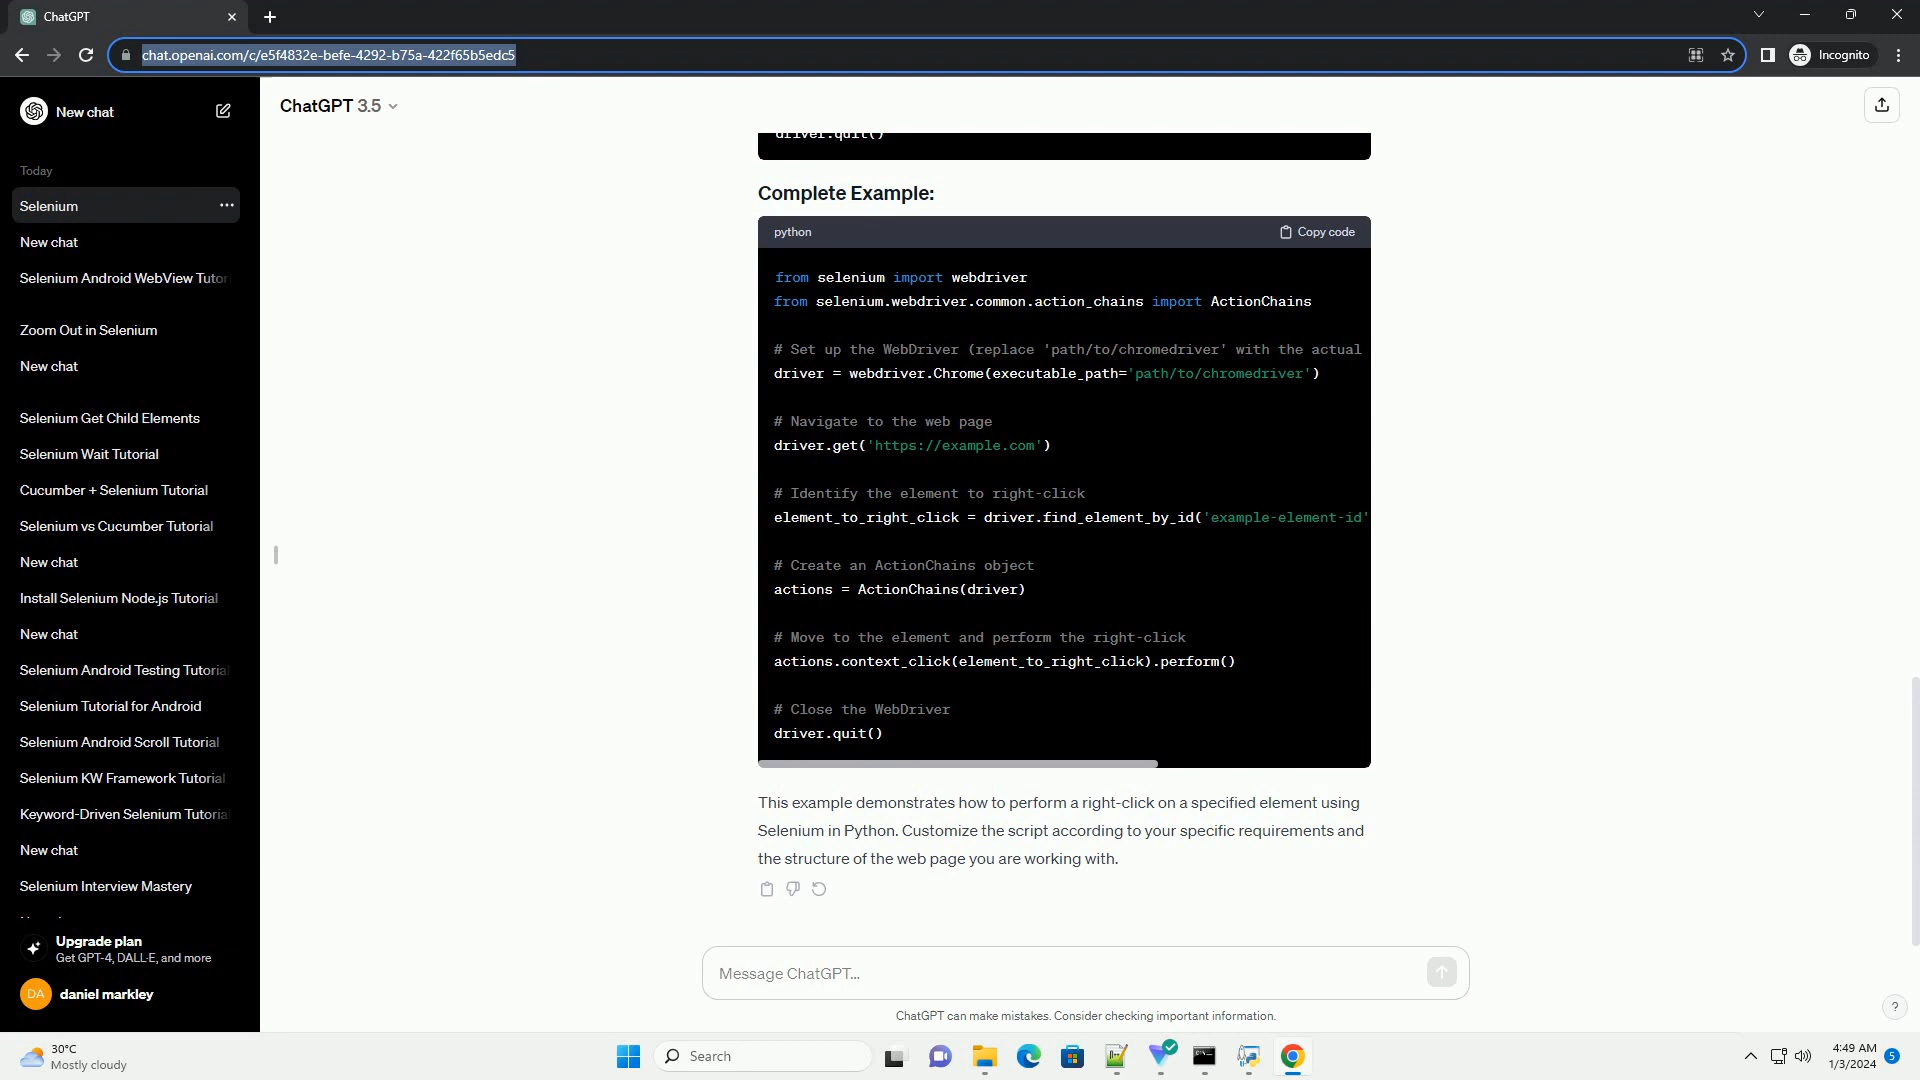 ChatGPT
chat.openai.com/c/e5f4832e-befe-4292-b75a-422f65b5edc5
Incognito
New chat
ChatGPT 3.5
Today
Selenium
New chat
Selenium Android WebView Tutor
Zoom Out in Selenium
New chat
Selenium Get Child Elements
Selenium Wait Tutorial
Cucumber + Selenium Tutorial
Selenium vs Cucumber Tutorial
New chat
Install Selenium Node.js Tutorial
New chat
Selenium Android Testing Tutorial
Selenium Tutorial for Android
Selenium Android Scroll Tutorial
Selenium KW Framework Tutorial
Keyword-Driven Selenium Tutorial
New chat
Selenium Interview Mastery
Upgrade plan
Get GPT-4, DALL·E, and more
DA daniel markley
driver.quit()
Complete Example:
python
Copy code
from selenium import webdriver
from selenium.webdriver.common.action_chains import ActionChains
# Set up the WebDriver (replace 'path/to/chromedriver' with the actual
driver = webdriver.Chrome(executable_path='path/to/chromedriver')
# Navigate to the web page
driver.get('https://example.com')
# Identify the element to right-click
element_to_right_click = driver.find_element_by_id('example-element-id'
# Create an ActionChains object
actions = ActionChains(driver)
# Move to the element and perform the right-click
actions.context_click(element_to_right_click).perform()
# Close the WebDriver
driver.quit()
This example demonstrates how to perform a right-click on a specified element using
Selenium in Python. Customize the script according to your specific requirements and
the structure of the web page you are working with.
Message ChatGPT...
ChatGPT can make mistakes. Consider checking important information.
?
30°C
Mostly cloudy
Search
4:49 AM
1/3/2024
5